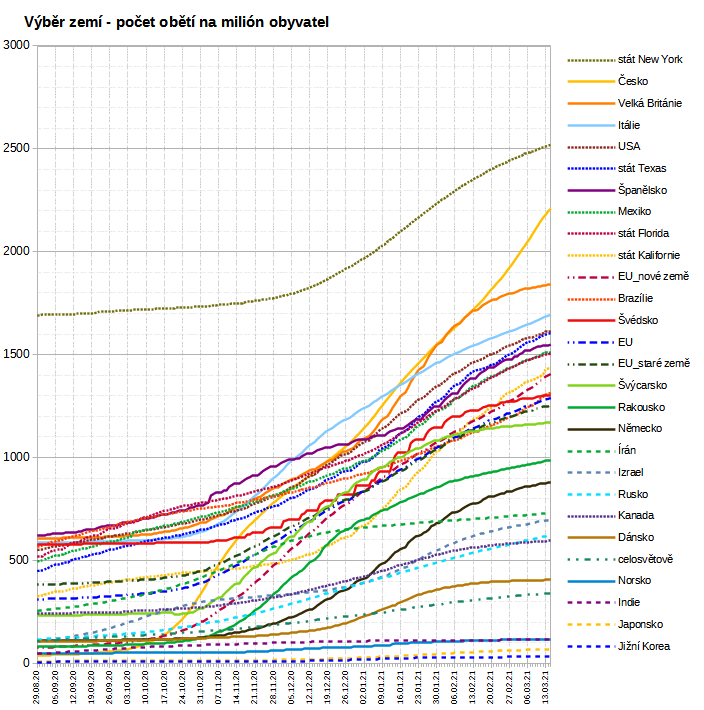 Výběr zemí - počet obětí na milión obyvatel
3000
2500
2000
1500
1000
500
0
stát New York
Česko
Velká Británie
Itálie
USA
stát Texas
Španělsko
Mexiko
stát Florida
stát Kalifornie
EU_nové země
Brazílie
Švédsko
EU
EU_staré země
Švýcarsko
Rakousko
Německo
Írán
Izrael
Rusko
Kanada
Dánsko
celosvětově
Norsko
Indie
Japonsko
Jižní Korea
29.08.20
05.09.20
12.09.20
19.09.20
26.09.20
03.10.20
10.10.20
17.10.20
24.10.20
31.10.20
07.11.20
14.11.20
21.11.20
28.11.20
05.12.20
12.12.20
19.12.20
26.12.20
02.01.21
09.01.21
16.01.21
23.01.21
30.01.21
06.02.21
13.02.21
20.02.21
27.02.21
06.03.21
13.03.21